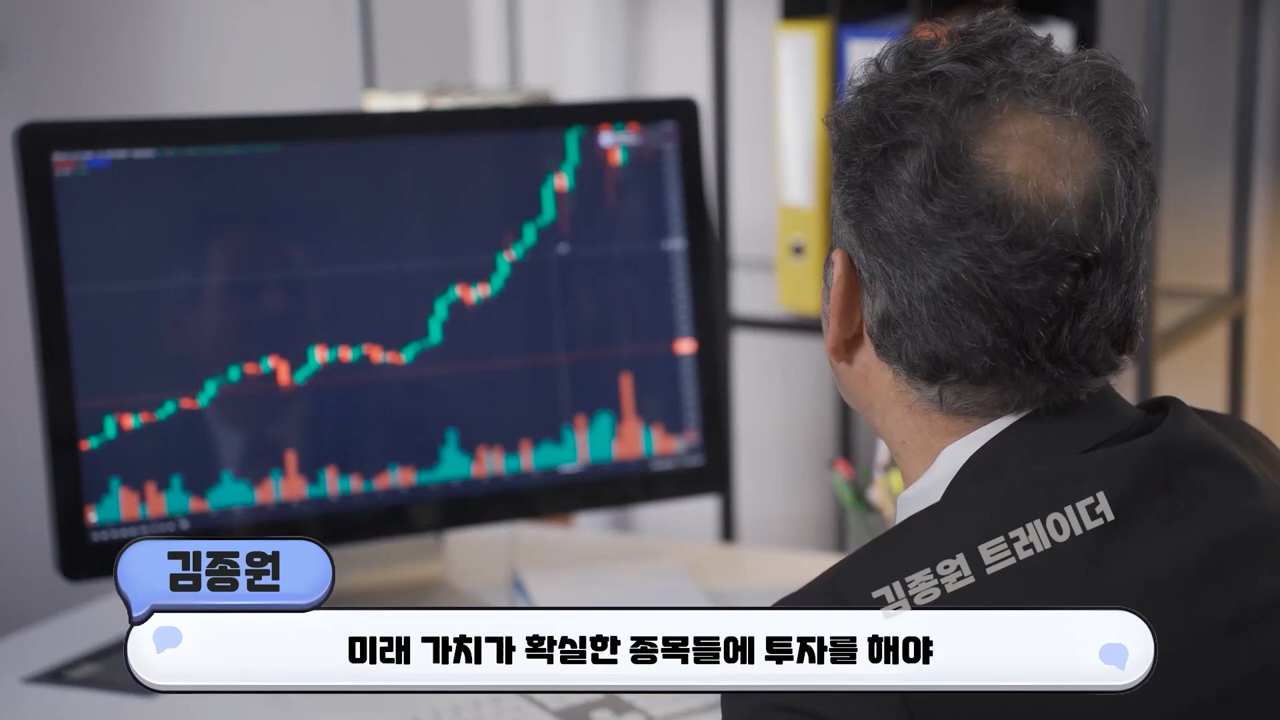 김종원 트레이더
김종원
미래 가치가 확실한 종목들에 투자를 해야